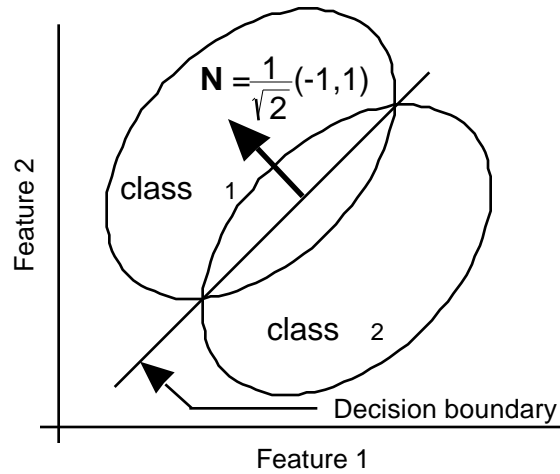 N = 1/√2 (-1,1)
class 1
class 2
Feature 2
Decision boundary
Feature 1